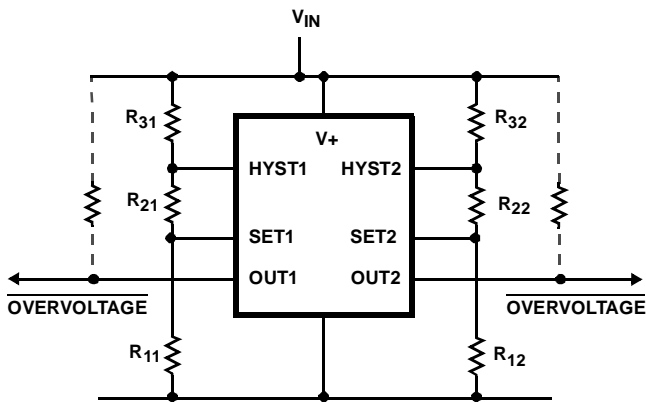 VIN
R31
R32
V+
HYST1 HYST2
R21
R22
SET1 SET2
OUT1 OUT2
OVERVOLTAGE OVERVOLTAGE
R11
R12